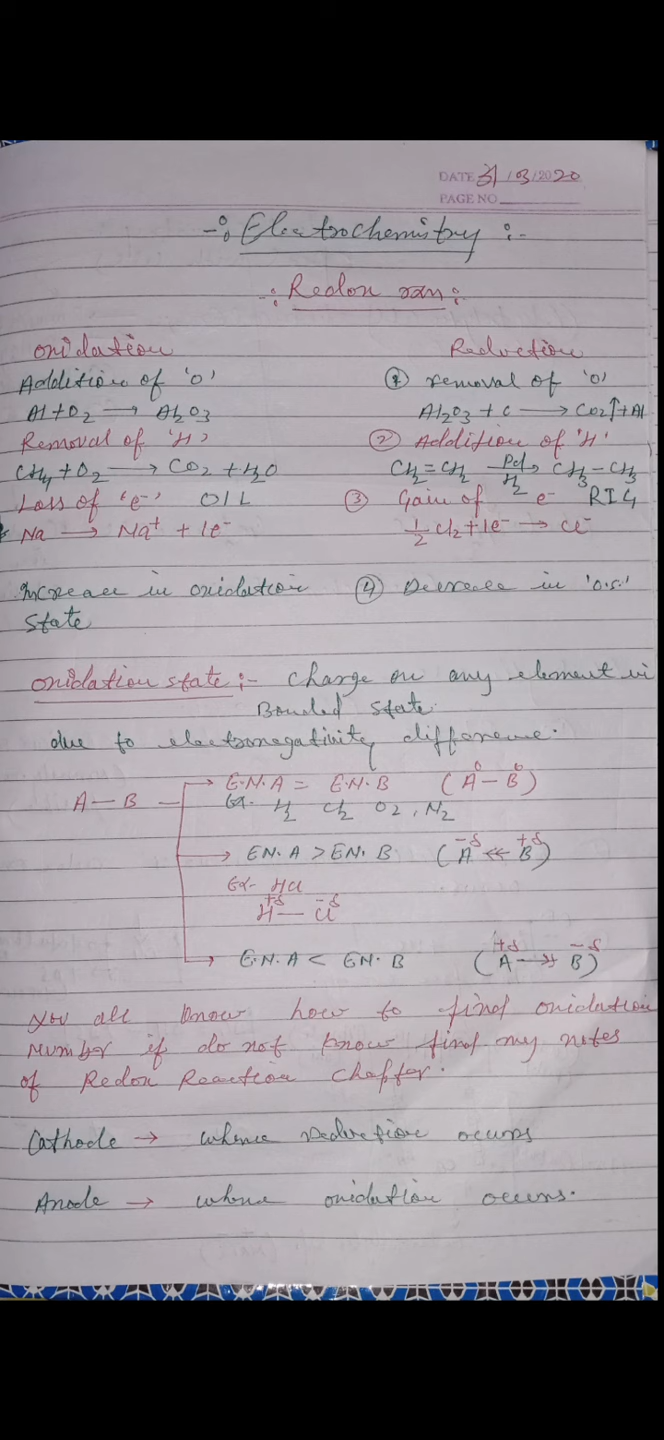 DATE 31/03/2020
PAGE NO
-:Electrochemistry:-
-:Redox rxn:
oxidation Reduction
Addition of 'O' ① removal of 'O'
Al + O2 → Al2O3 Al2O3 + C → CO2↑ + Al
Removal of 'H' ② Addition of 'H'
CH4 + O2 → CO2 + H2O CH2 = CH2 Pd→ H2 CH3 - CH3
Loss of 'e-' OIL ③ Gain of e- RIG
Na → Na+ + 1e- 1/2 Cl2 + 1e- → Cl-
Increase in oxidation ④ Decrease in 'o.s.'
state
oxidation state :- charge on any element in
Bonded state
due to electronegativity difference.
A - B → E.N.A = E.N.B (A° - B°)
Ex. H2 Cl2 O2, N2
→ EN.A > EN.B (A-δ ≪ B+δ)
Ex- HCl
H+δ - Cl-δ
→ E.N.A < EN.B (A+δ →→ B-δ)
You all know how to find oxidation
Number if do not know find my notes
of Redox Reaction Chapter.
Cathode → where reduction occurs
Anode → where oxidation occurs.